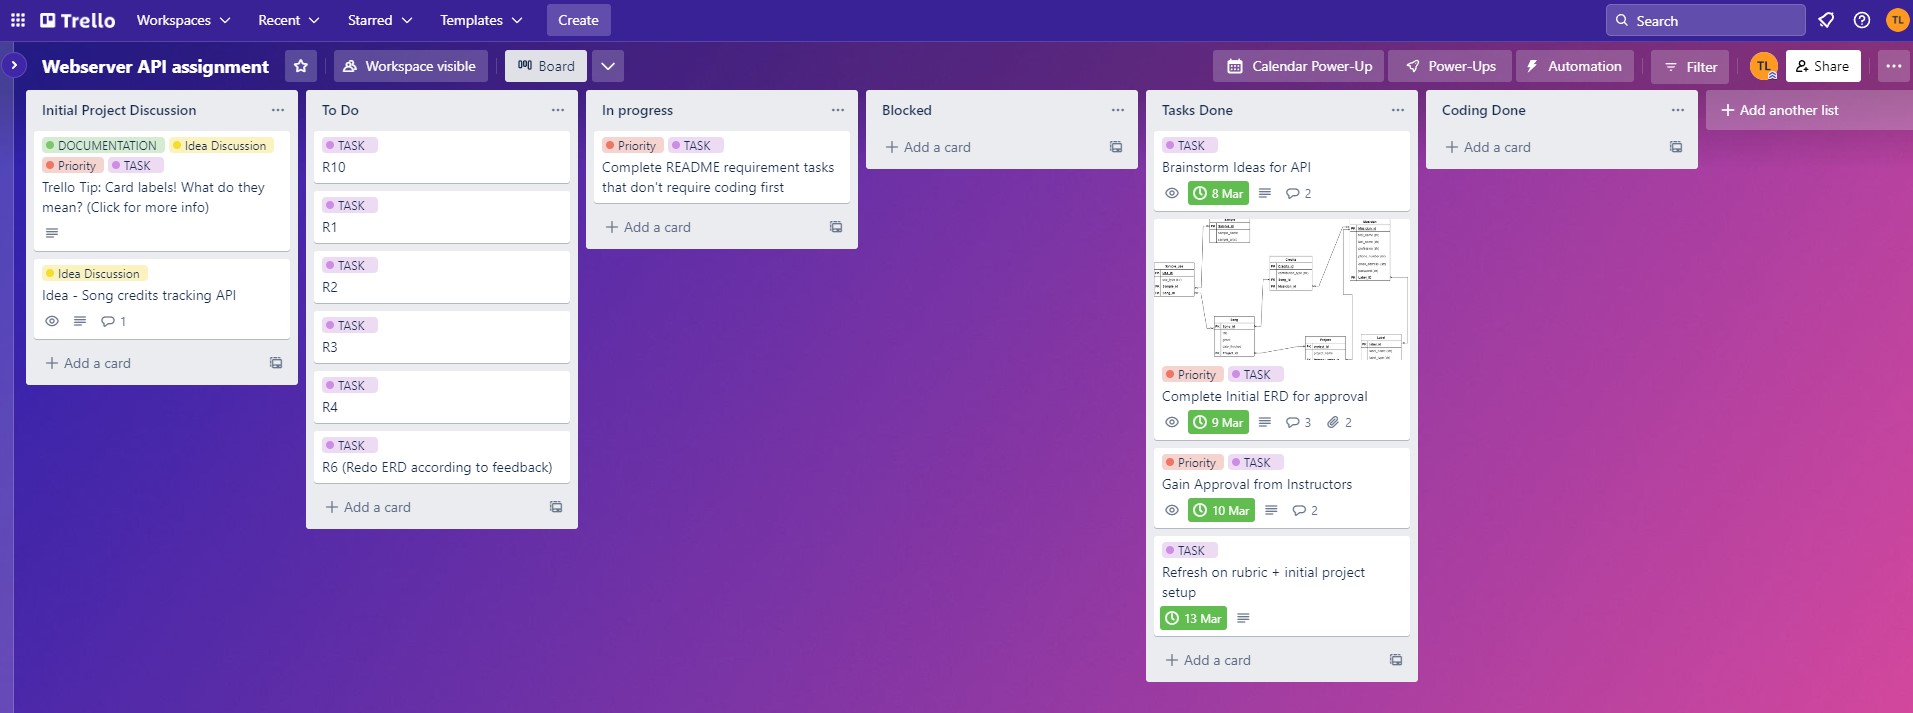 Trello Workspaces Recent Starred Templates Create Search TL
Webserver API assignment Workspace visible Board Calendar Power-Up Power-Ups Automation Filter TL Share
Initial Project Discussion
DOCUMENTATION Idea Discussion
Priority TASK
Trello Tip: Card labels! What do they
mean? (Click for more info)
Idea Discussion
Idea - Song credits tracking API
1
+ Add a card
To Do
TASK
R10
TASK
R1
TASK
R2
TASK
R3
TASK
R4
TASK
R6 (Redo ERD according to feedback)
+ Add a card
In progress
Priority TASK
Complete README requirement tasks
that don't require coding first
+ Add a card
Blocked
+ Add a card
Tasks Done
TASK
Brainstorm Ideas for API
8 Mar 2
Credits
Song
Project
Label
Priority TASK
Complete Initial ERD for approval
9 Mar 3 2
Priority TASK
Gain Approval from Instructors
10 Mar 2
TASK
Refresh on rubric + initial project
setup
13 Mar
+ Add a card
Coding Done
+ Add a card
+ Add another list